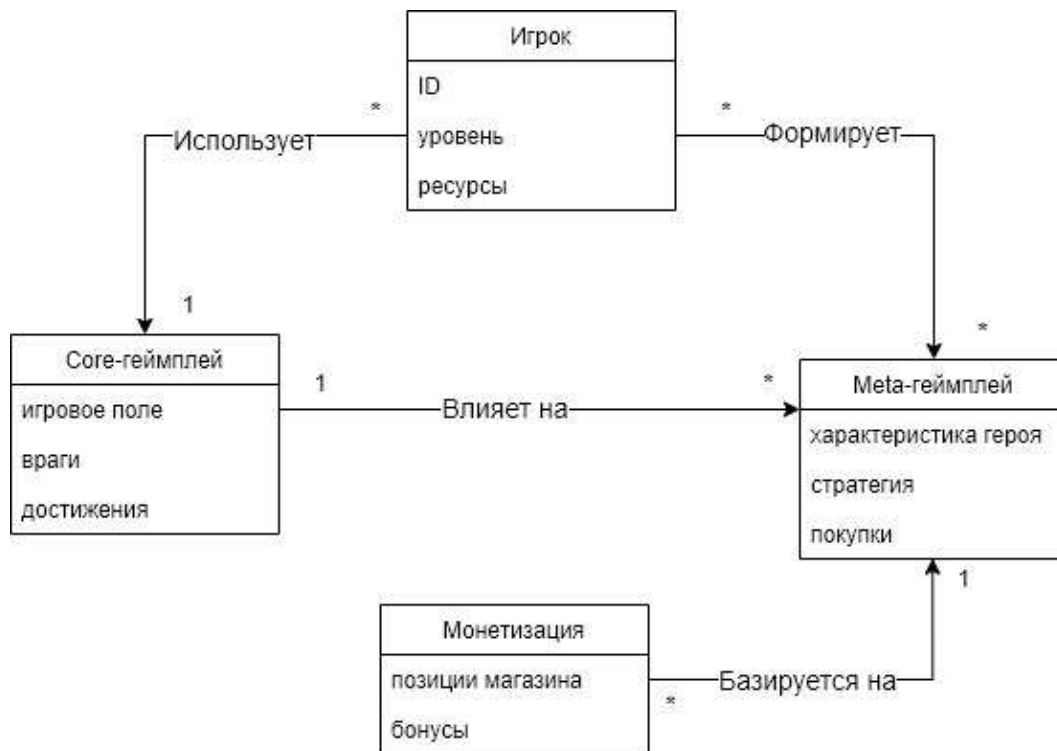 Игрок
ID
уровень
ресурсы
*
*
Использует
Формирует
1
*
Core-геймплей
игровое поле
враги
достижения
1
Влияет на
*
Meta-геймплей
характеристика героя
стратегия
покупки
1
Монетизация
позиции магазина
бонусы
*
Базируется на